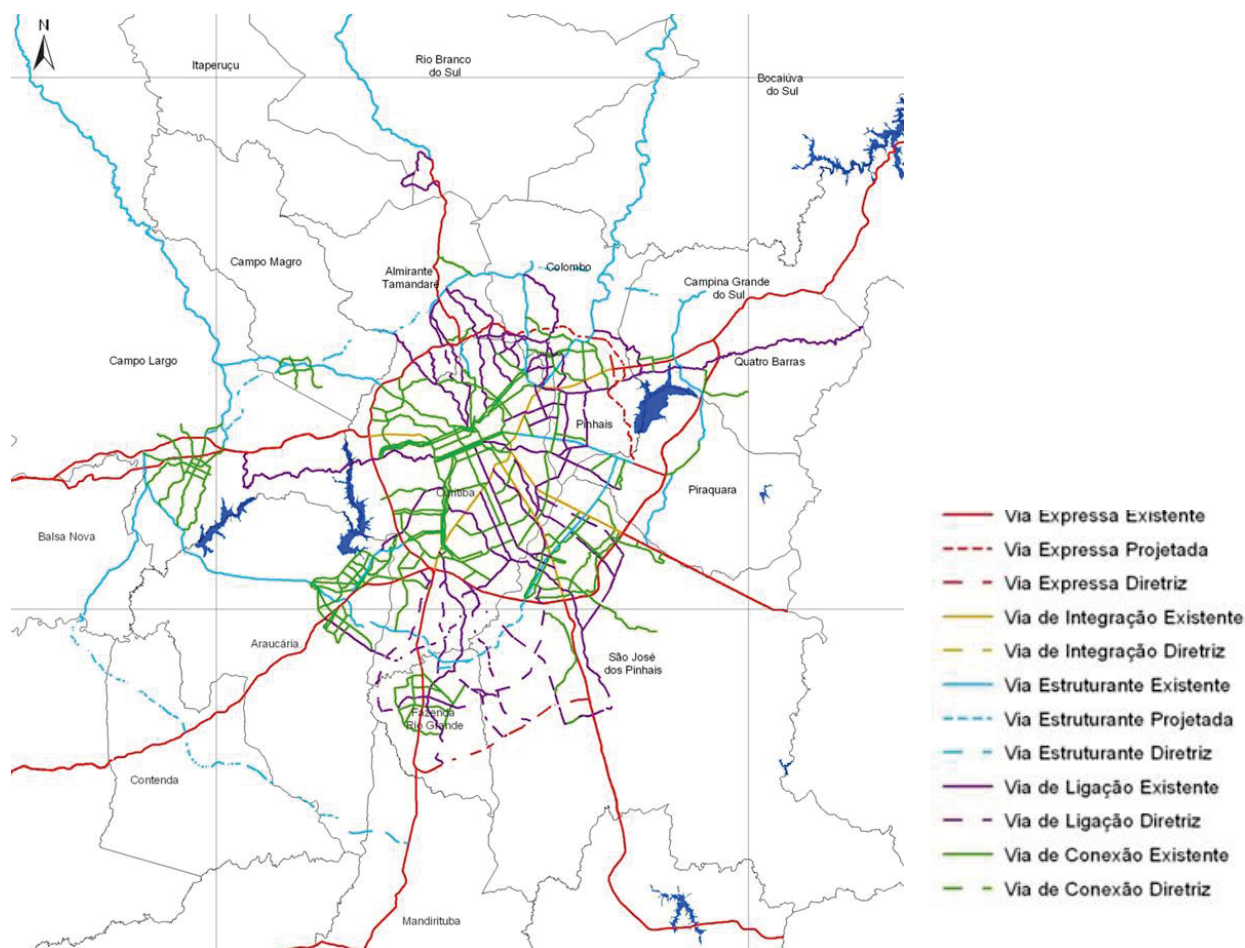 N
Itaperuçu
Rio Branco
do Sul
Bocaiúva
do Sul
Campo Magro
Almirante
Tamandaré
Colombo
Campina Grande
do Sul
Campo Largo
Quatro Barras
Pinhais
Curitiba
Piraquara
Balsa Nova
Araucária
São José
dos Pinhais
Fazenda
Rio Grande
Contenda
Mandirituba
Via Expressa Existente
Via Expressa Projetada
Via Expressa Diretriz
Via de Integração Existente
Via de Integração Diretriz
Via Estruturante Existente
Via Estruturante Projetada
Via Estruturante Diretriz
Via de Ligação Existente
Via de Ligação Diretriz
Via de Conexão Existente
Via de Conexão Diretriz